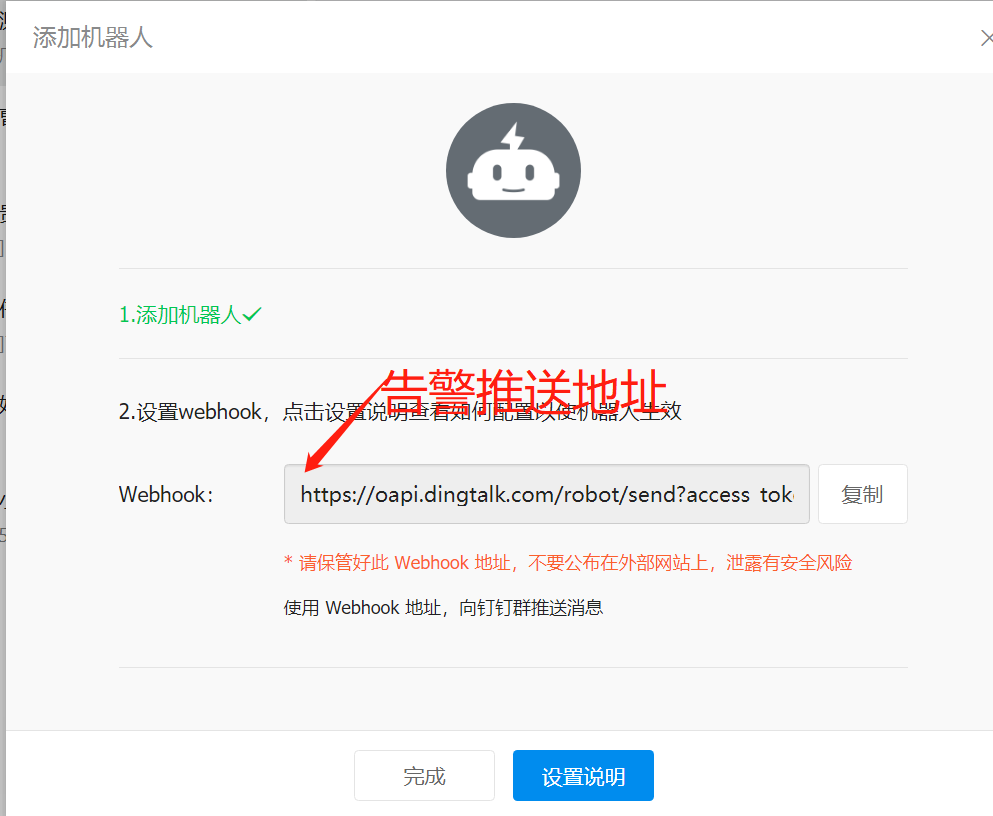 添加机器人
1.添加机器人
告警推送地址
2.设置webhook，点击设置说明查看如何配置以使机器人生效
Webhook：
https://oapi.dingtalk.com/robot/send?access_tok
复制
* 请保管好此 Webhook 地址，不要公布在外部网站上，泄露有安全风险
使用 Webhook 地址，向钉钉群推送消息
完成
设置说明